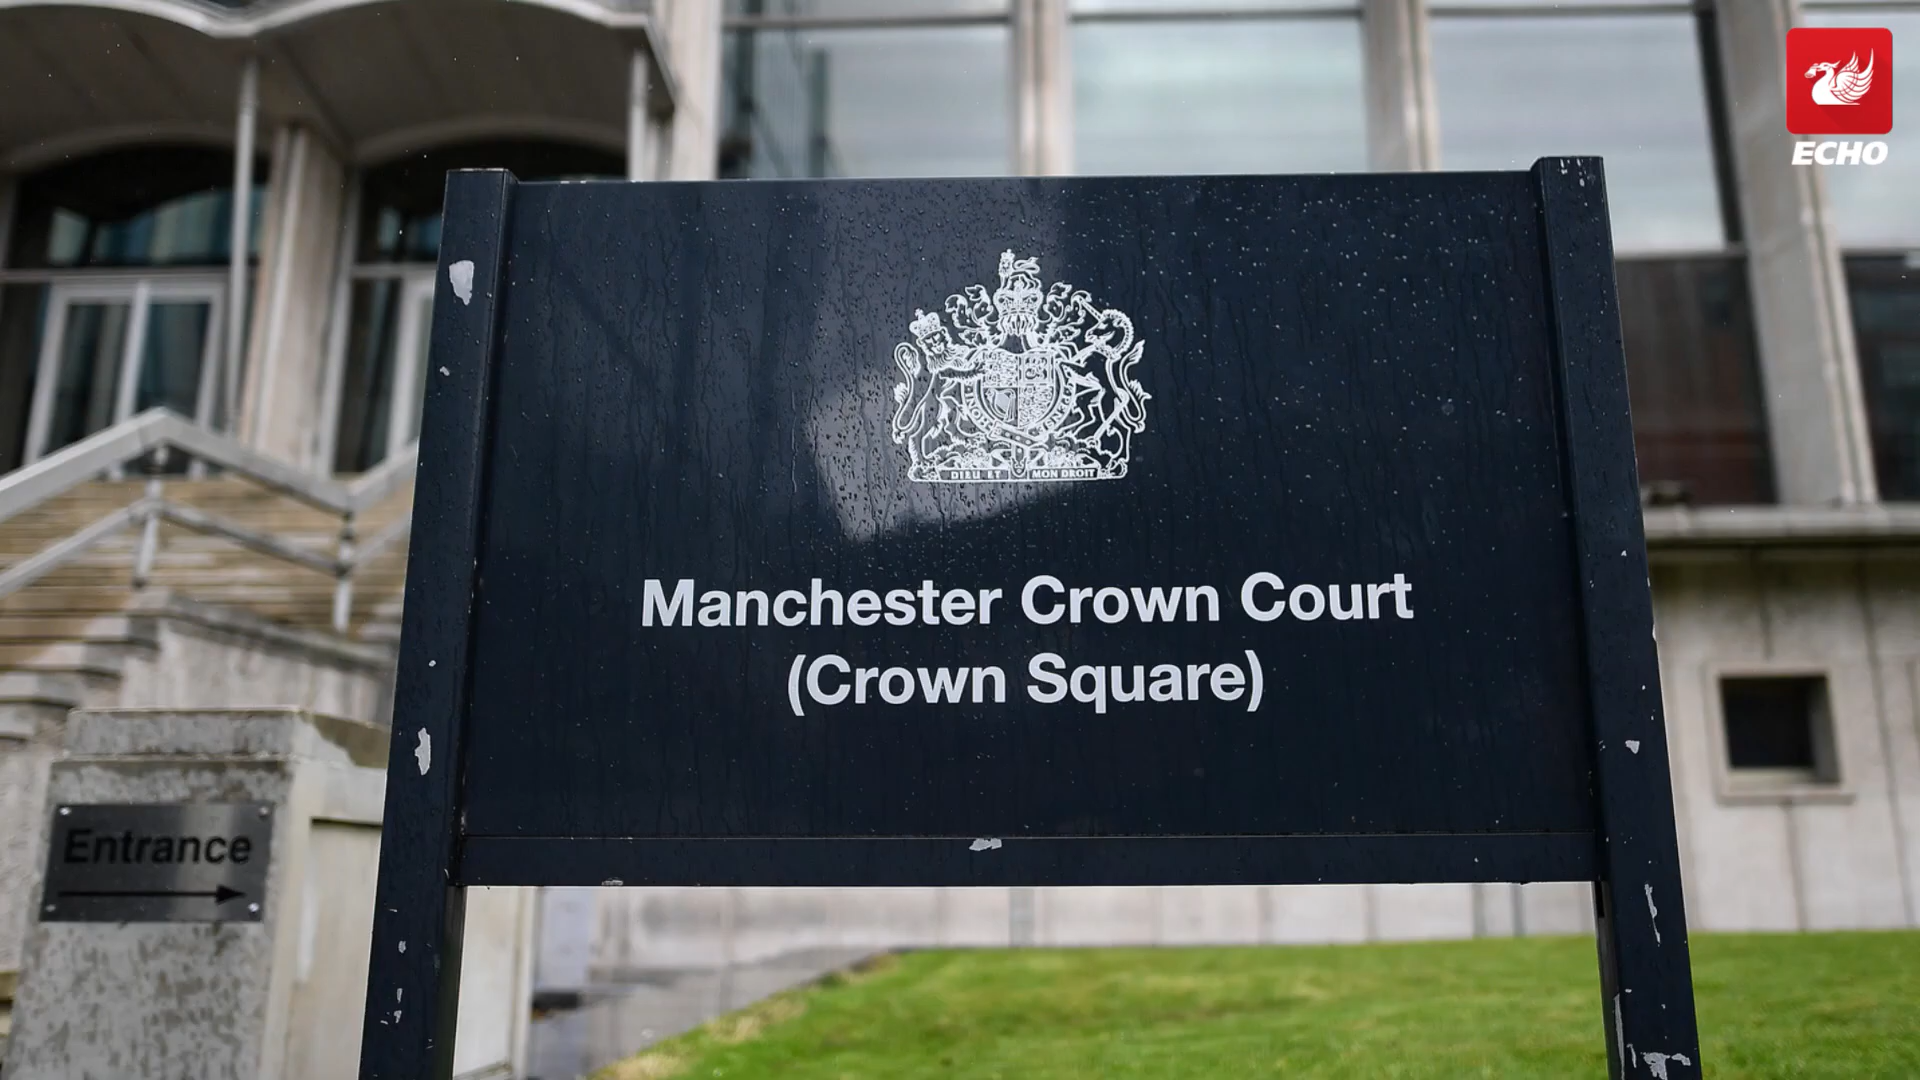 ECHO
DIEU ET MON DROIT
Manchester Crown Court
(Crown Square)
Entrance